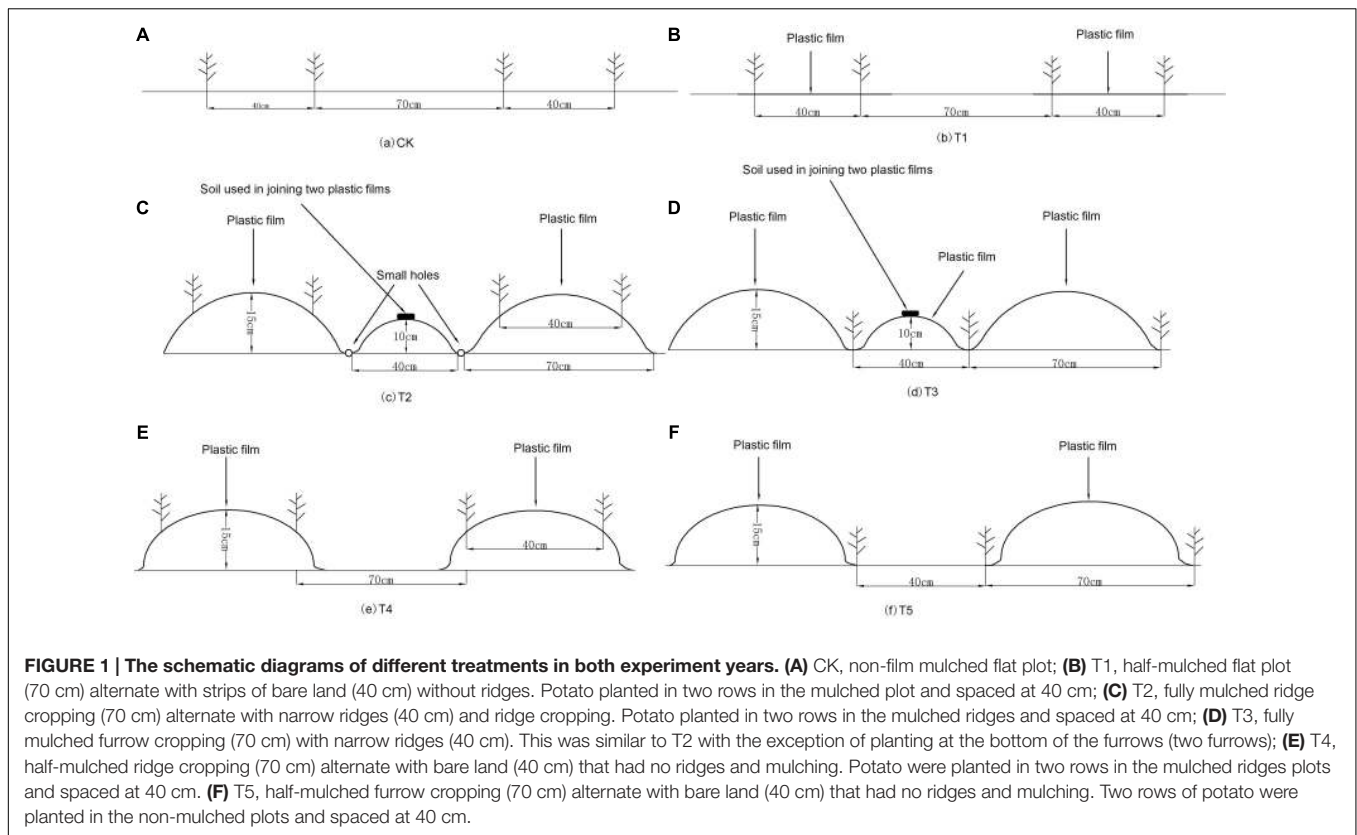 A
40cm
70cm
40cm
(a)CK
B
Plastic film
Plastic film
40cm
70cm
40cm
(b)T1
Soil used in joining two plastic films
C
Plastic film
Plastic film
Small holes
15cm
10cm
40cm
40cm
70cm
(c)T2
Soil used in joining two plastic films
D
Plastic film
Plastic film
Plastic film
15cm
10cm
40cm
70cm
(d)T3
E
Plastic film
Plastic film
15cm
40cm
70cm
(e)T4
F
Plastic film
Plastic film
15cm
40cm
70cm
(f)T5
FIGURE 1 | The schematic diagrams of different treatments in both experiment years. (A) CK, non-film mulched flat plot; (B) T1, half-mulched flat plot
(70 cm) alternate with strips of bare land (40 cm) without ridges. Potato planted in two rows in the mulched plot and spaced at 40 cm; (C) T2, fully mulched ridge
cropping (70 cm) alternate with narrow ridges (40 cm) and ridge cropping. Potato planted in two rows in the mulched ridges and spaced at 40 cm; (D) T3, fully
mulched furrow cropping (70 cm) with narrow ridges (40 cm). This was similar to T2 with the exception of planting at the bottom of the furrows (two furrows); (E) T4,
half-mulched ridge cropping (70 cm) alternate with bare land (40 cm) that had no ridges and mulching. Potato were planted in two rows in the mulched ridges plots
and spaced at 40 cm. (F) T5, half-mulched furrow cropping (70 cm) alternate with bare land (40 cm) that had no ridges and mulching. Two rows of potato were
planted in the non-mulched plots and spaced at 40 cm.